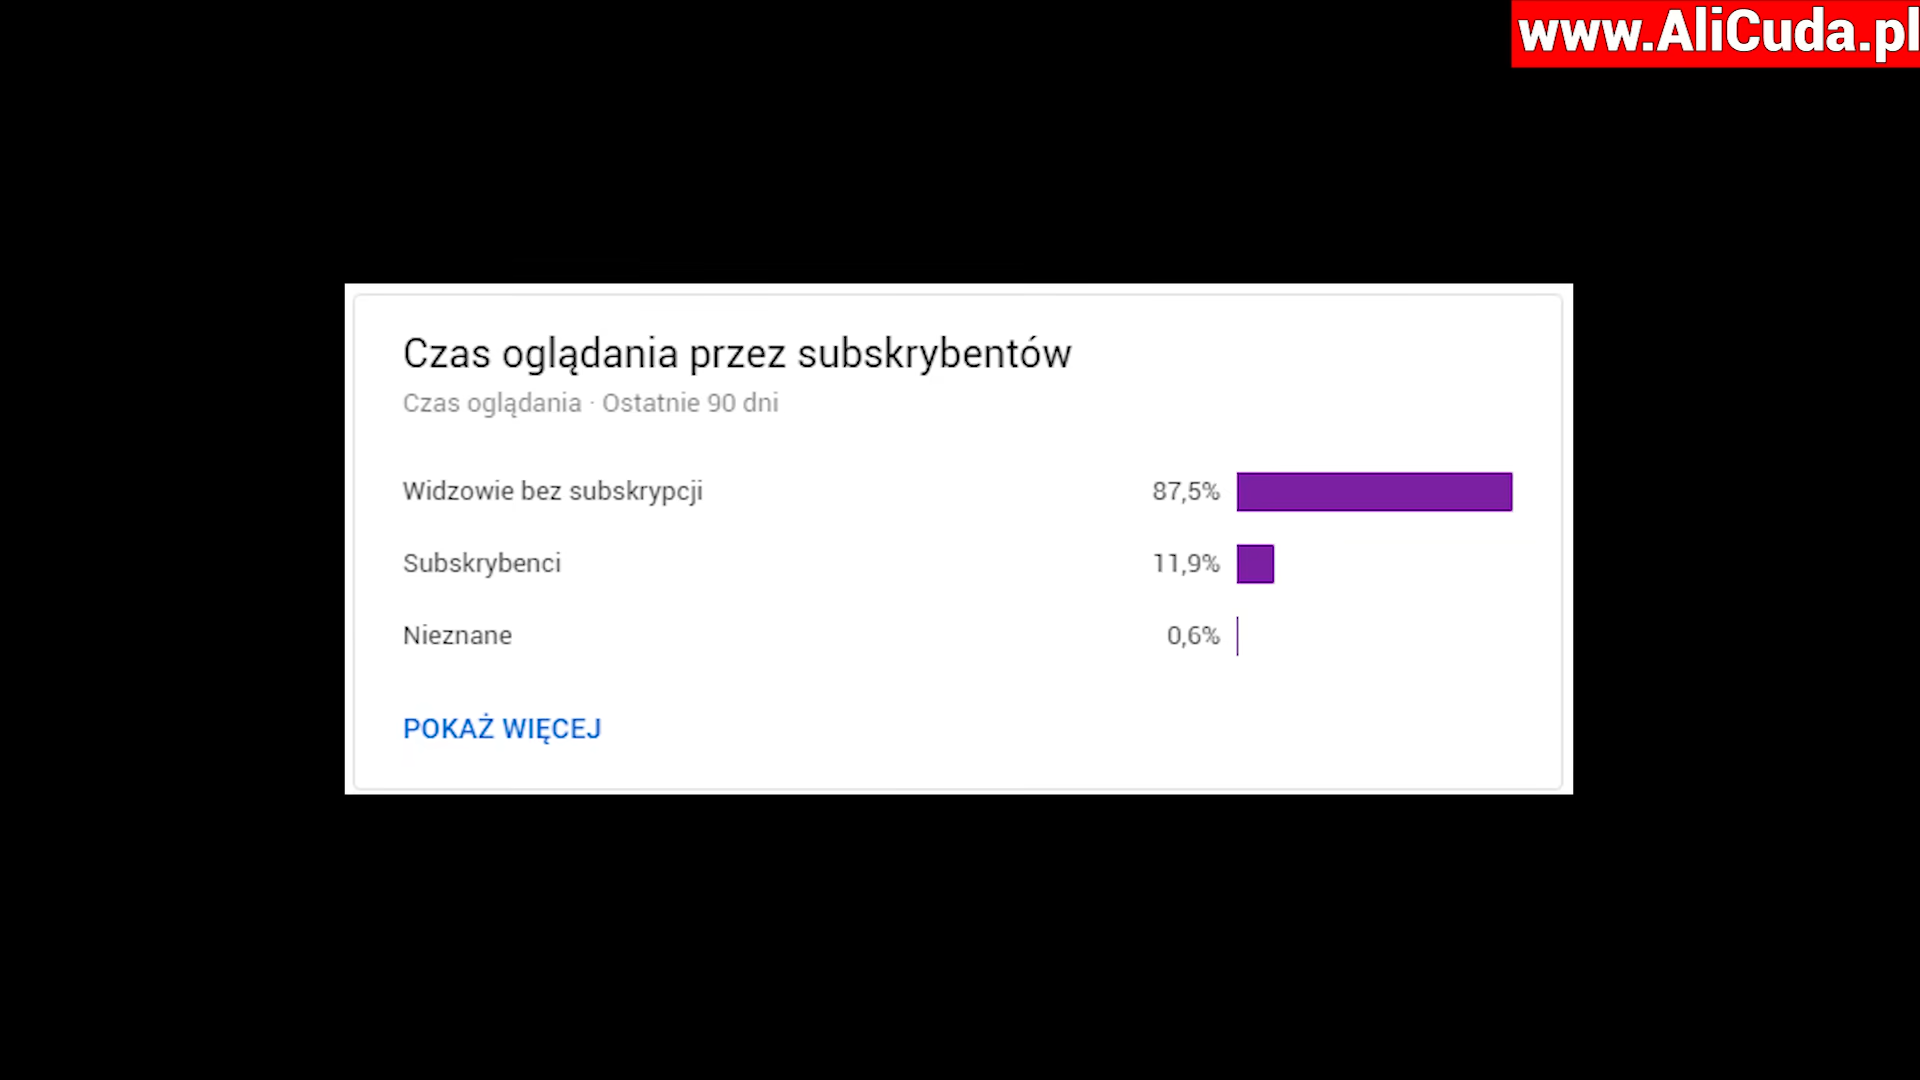 www.AliCuda.pl
Czas oglądania przez subskrybentów
Czas oglądania · Ostatnie 90 dni
Widzowie bez subskrypcji 87,5%
Subskrybenci 11,9%
Nieznane 0,6%
POKAŻ WIĘCEJ